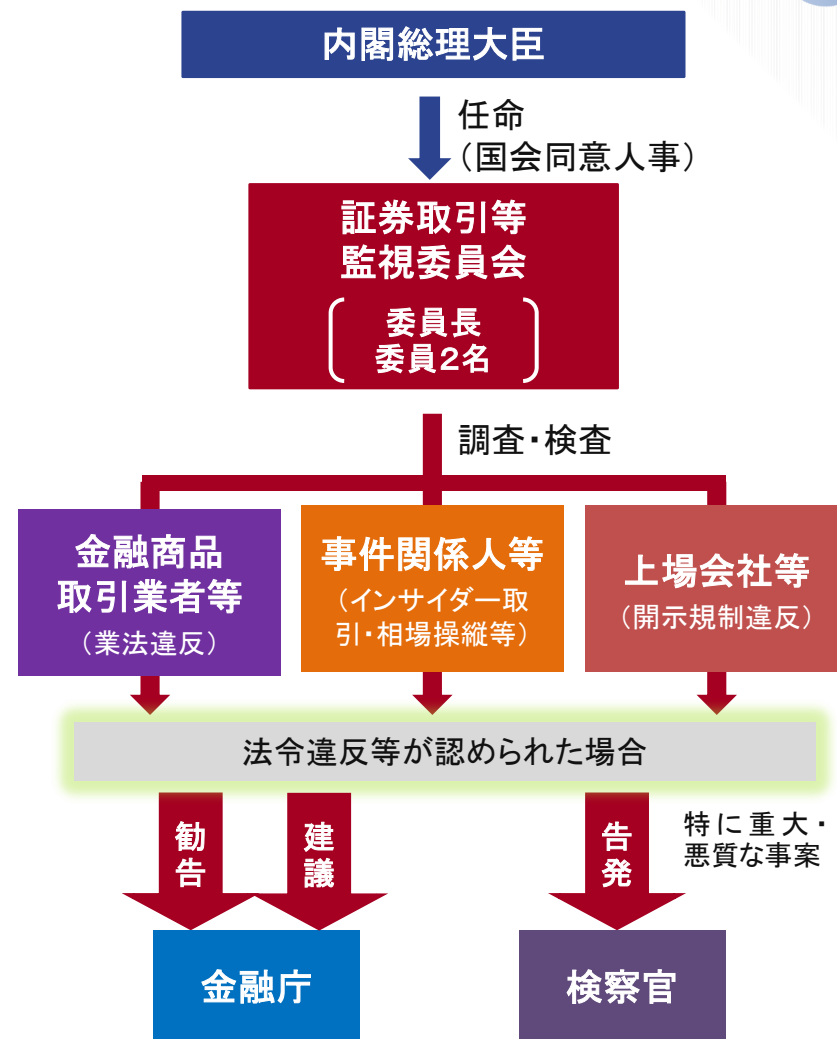 内閣総理大臣
任命
（国会同意人事）
証券取引等
監視委員会
委員長
委員２名
調査・検査
金融商品
取引業者等
（業法違反）
事件関係人等
（インサイダー取
引・相場操縦等）
上場会社等
（開示規制違反）
法令違反等が認められた場合
勧告
建議
告発
特に重大・
悪質な事案
金融庁
検察官